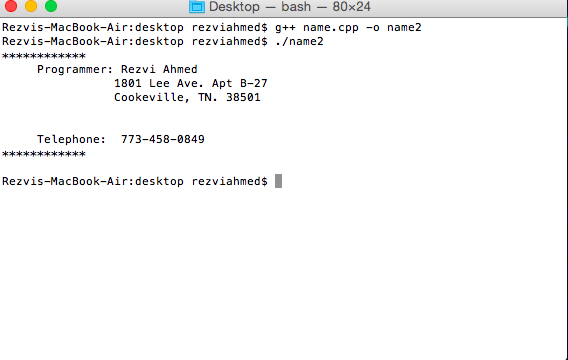 Desktop — bash — 80×24
Rezvis-MacBook-Air:desktop rezviahmed$ g++ name.cpp -o name2
Rezvis-MacBook-Air:desktop rezviahmed$ ./name2
************
     Programmer: Rezvi Ahmed
                1801 Lee Ave. Apt B-27
                Cookeville, TN. 38501
     Telephone:  773-458-0849
************
Rezvis-MacBook-Air:desktop rezviahmed$